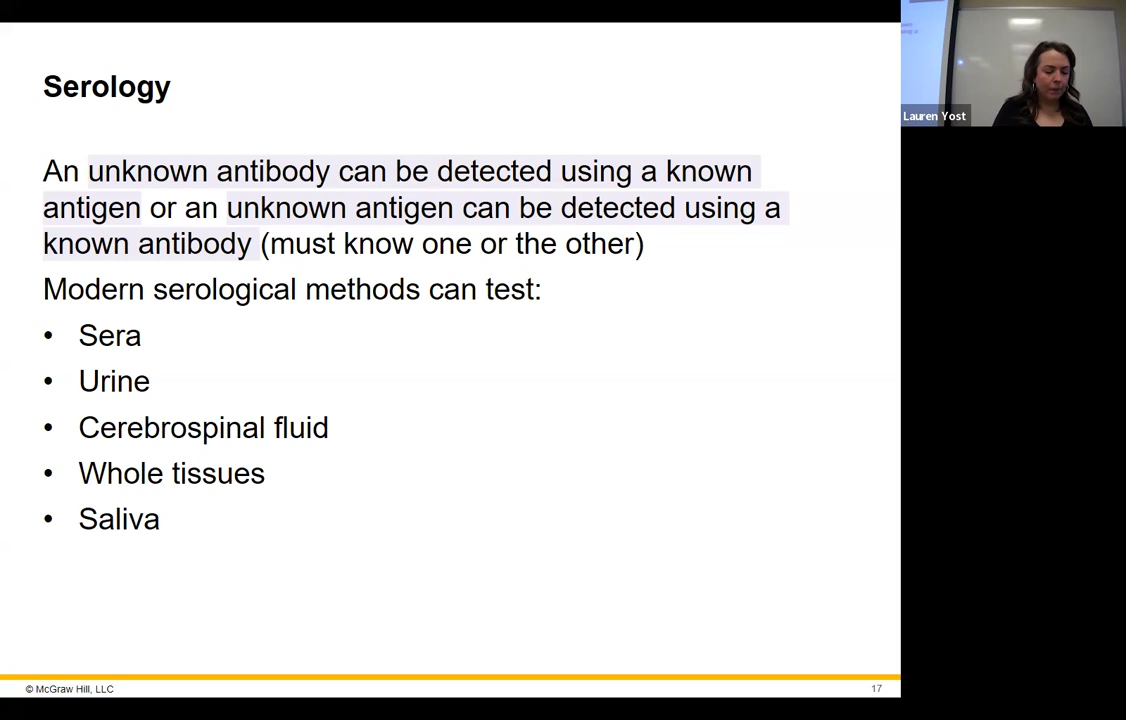 Serology
An unknown antibody can be detected using a known
antigen or an unknown antigen can be detected using a
known antibody (must know one or the other)
Modern serological methods can test:
• Sera
• Urine
• Cerebrospinal fluid
• Whole tissues
• Saliva
© McGraw Hill, LLC
17
Lauren Yost